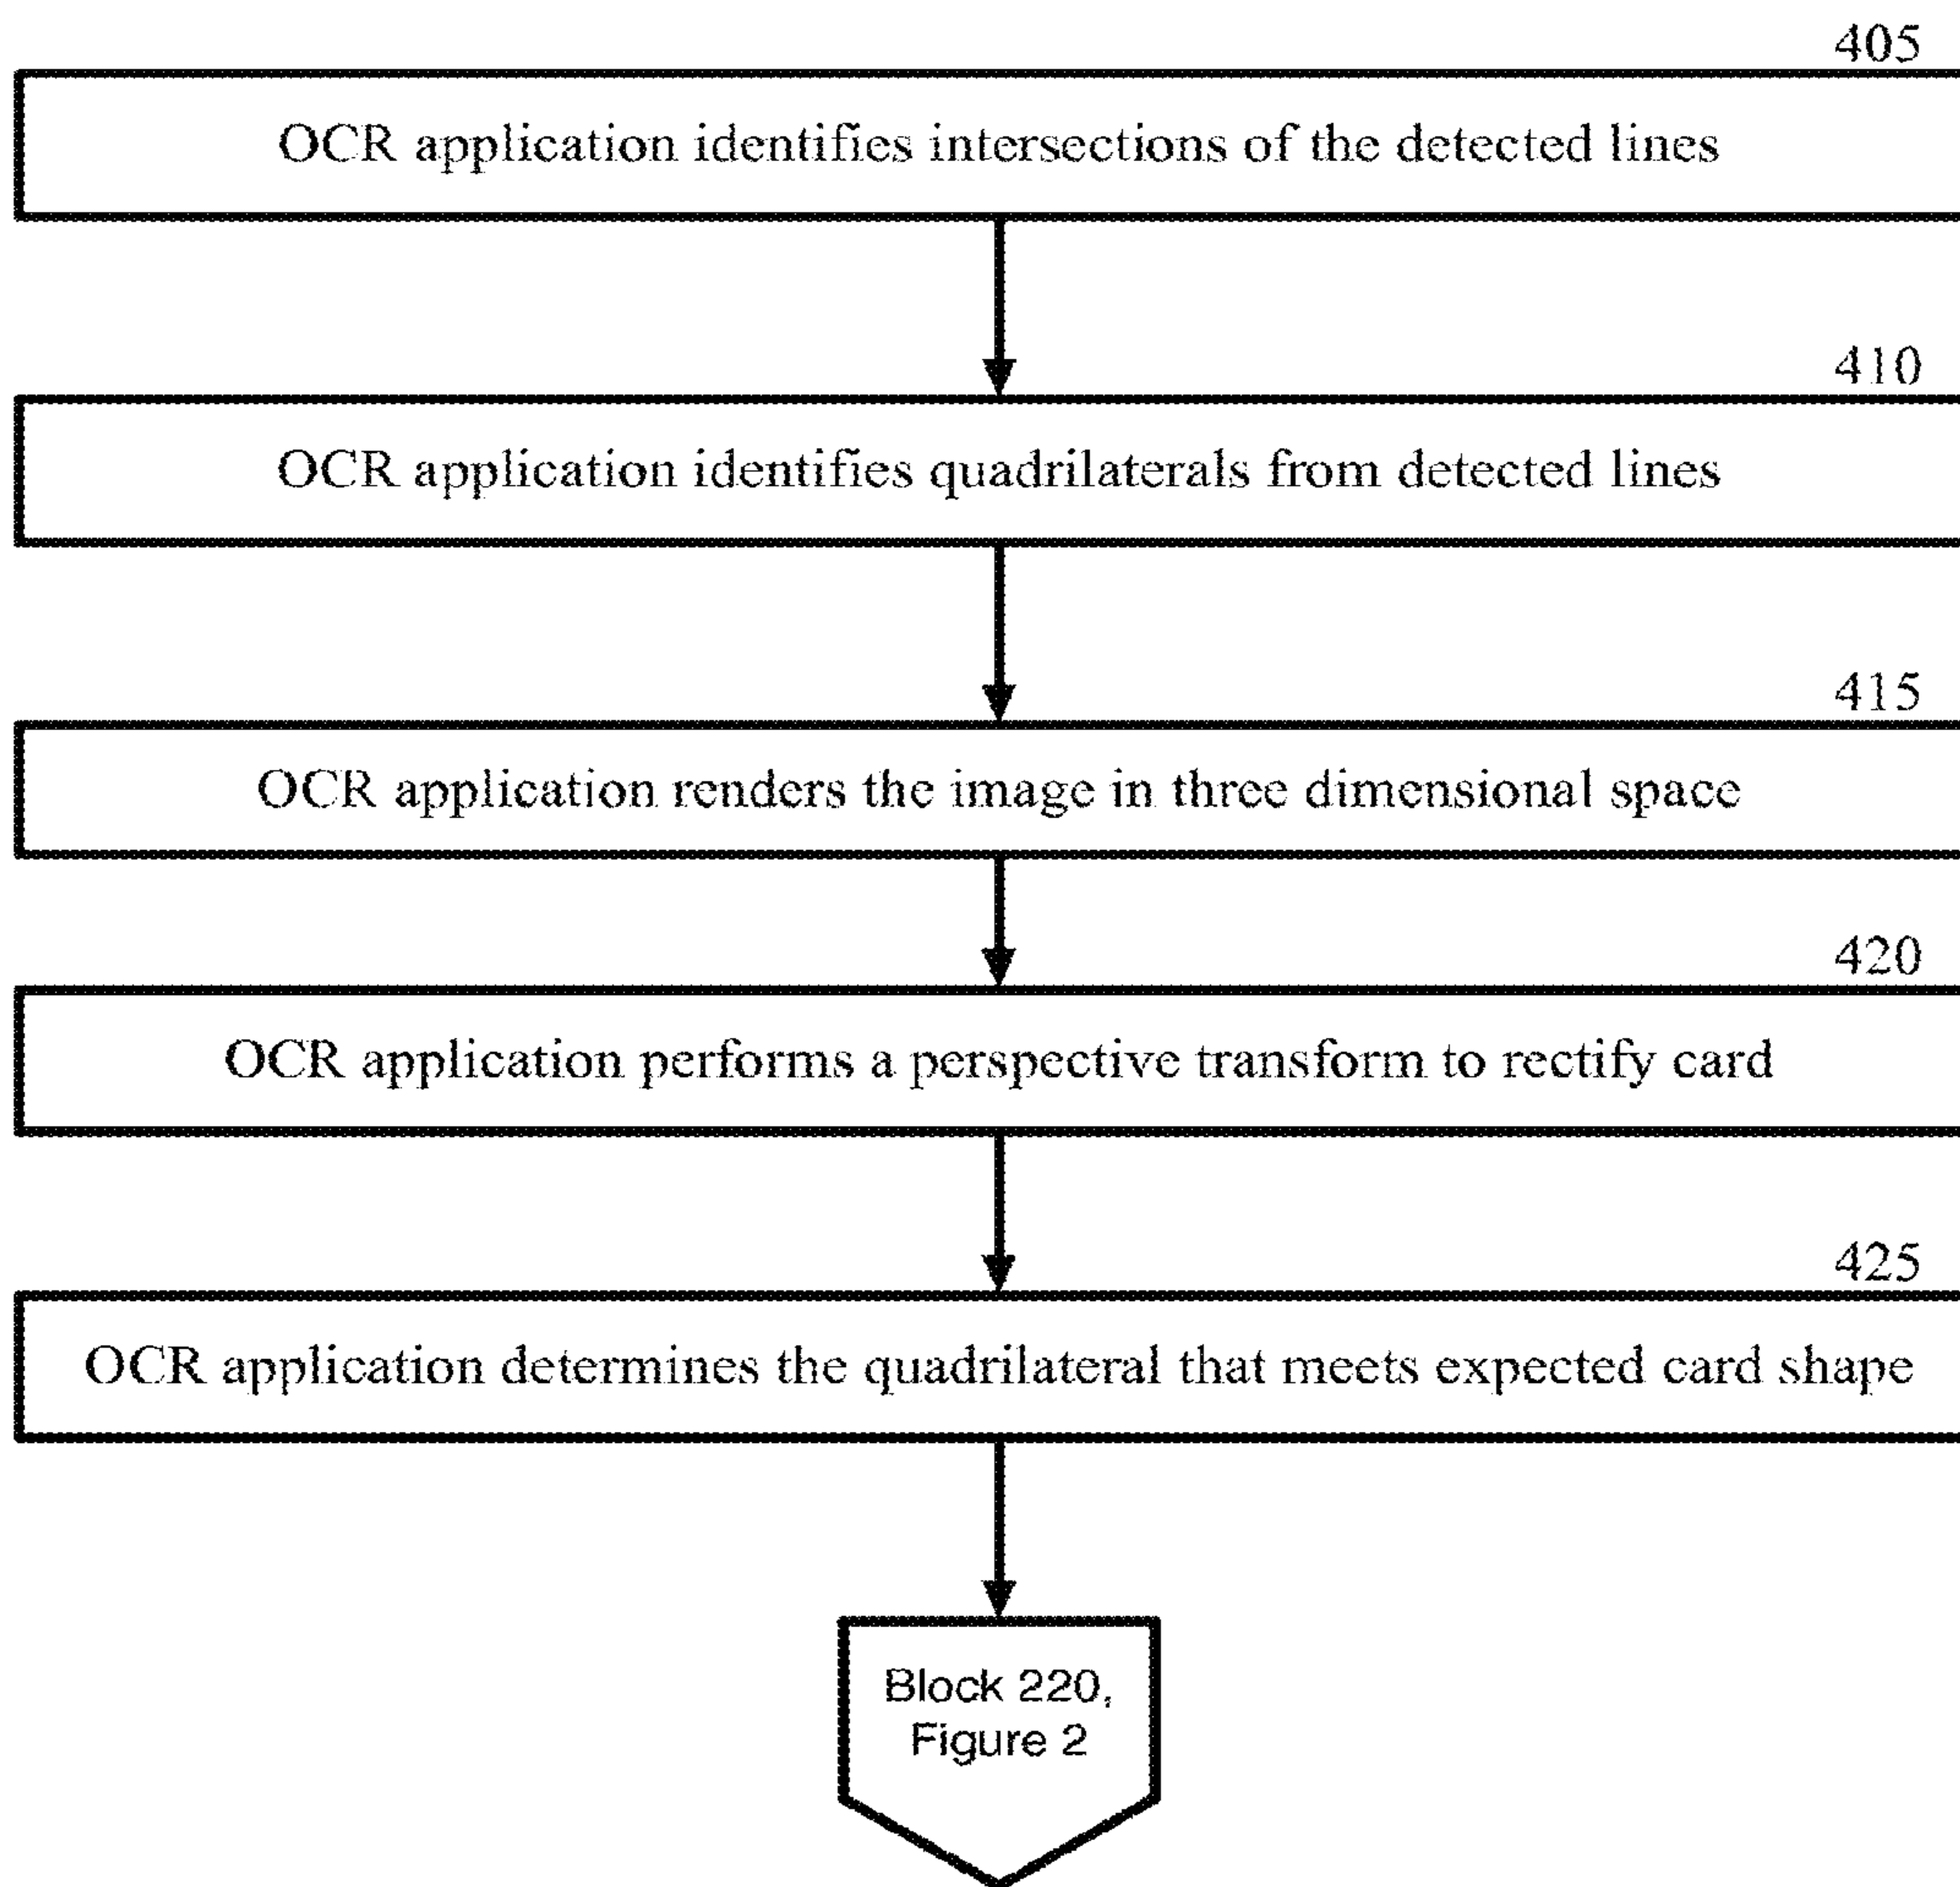 405
OCR application identifies intersections of the detected lines
410
OCR application identifies quadrilaterals from detected lines
415
OCR application renders the image in three dimensional space
420
OCR application performs a perspective transform to rectify card
425
OCR application determines the quadrilateral that meets expected card shape
Block 220,
Figure 2